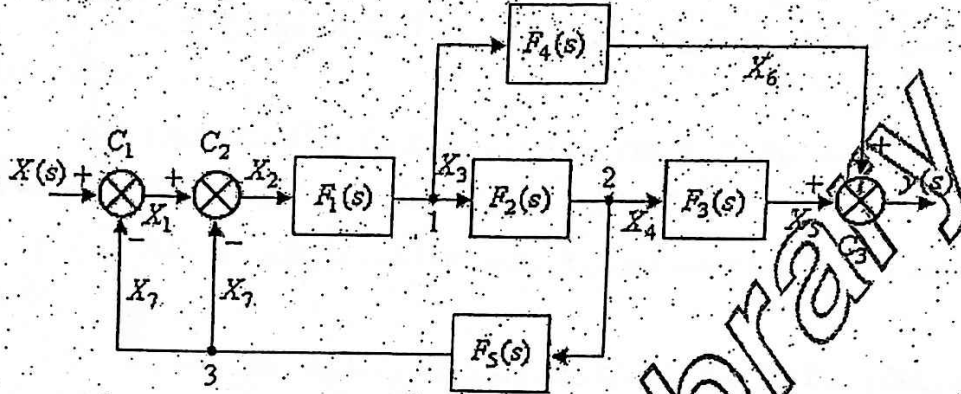 F₄(s)
X₆
C₁ C₂
X(s) + + X₂ X₃ 2 + + Y(s)
F₁(s) F₂(s) F₃(s)
X₁ 1 X₄ X₅ C₃
− −
X₇ X₇
3 F₅(s)
brary